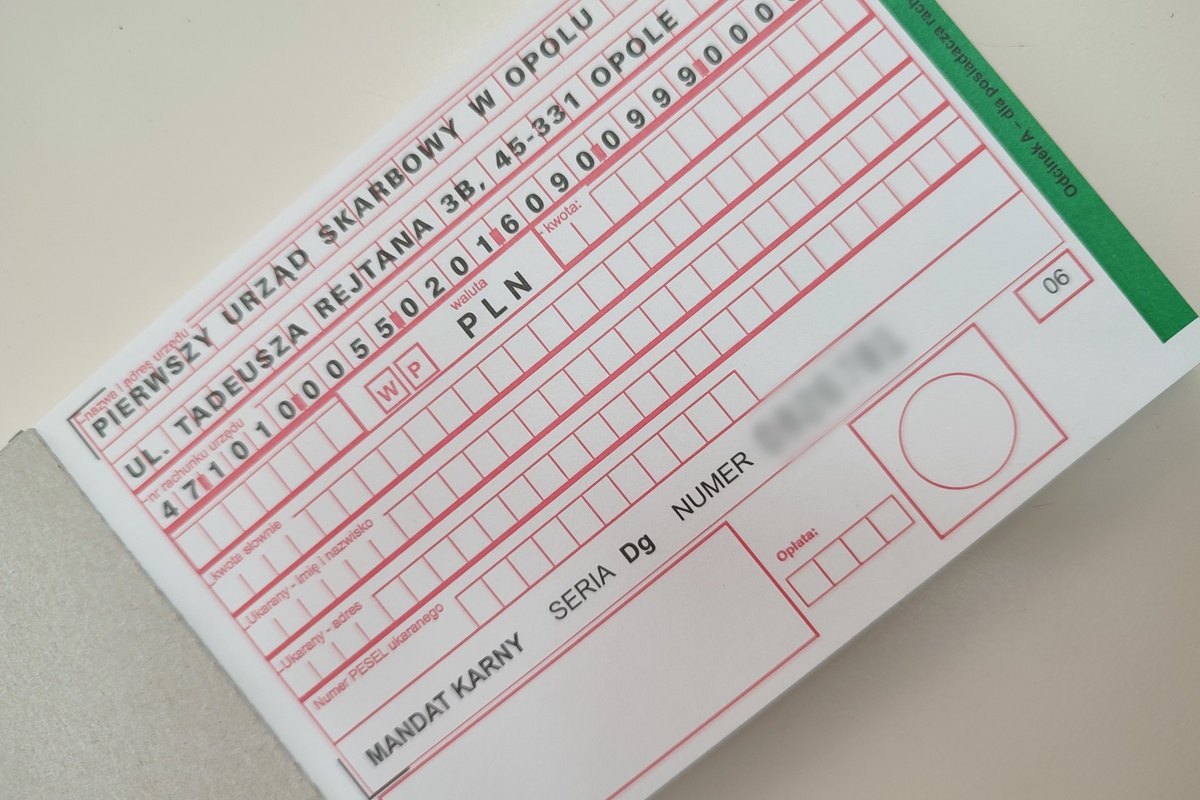 Odcinek A – dla posiadacza rach
nazwa i adres urzędu
PIERWSZY URZĄD SKARBOWY W OPOLU
UL. TADEUSZA REJTANA 3B, 45-331 OPOLE
nr rachunku urzędu
47101000550201609009990000
W P
waluta
PLN
kwota:
kwota słownie
Ukarany - imię i nazwisko
Ukarany - adres
Numer PESEL ukaranego
MANDAT KARNY SERIA Dg NUMER
06
Opłata: